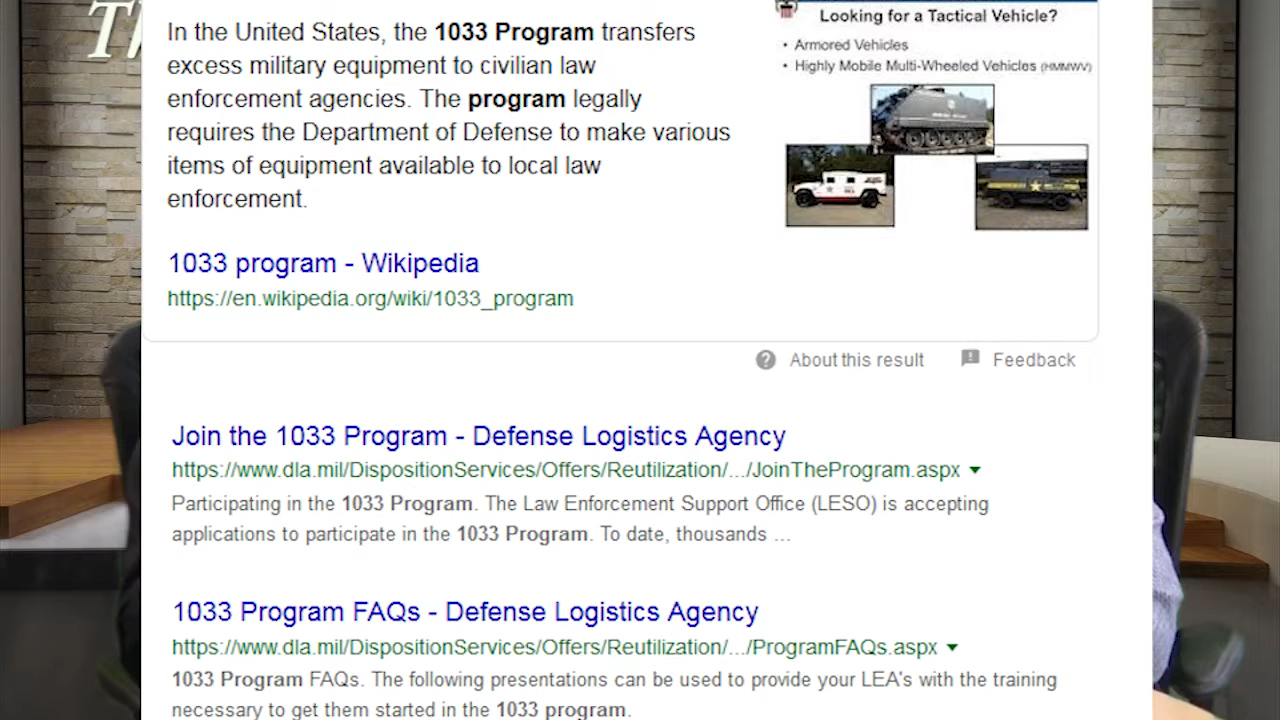 In the United States, the 1033 Program transfers
excess military equipment to civilian law
enforcement agencies. The program legally
requires the Department of Defense to make various
items of equipment available to local law
enforcement.
Looking for a Tactical Vehicle?
• Armored Vehicles
• Highly Mobile Multi-Wheeled Vehicles (HMMWV)
1033 program - Wikipedia
https://en.wikipedia.org/wiki/1033_program
About this result
Feedback
Join the 1033 Program - Defense Logistics Agency
https://www.dla.mil/DispositionServices/Offers/Reutilization/.../JoinTheProgram.aspx
Participating in the 1033 Program. The Law Enforcement Support Office (LESO) is accepting
applications to participate in the 1033 Program. To date, thousands ...
1033 Program FAQs - Defense Logistics Agency
https://www.dla.mil/DispositionServices/Offers/Reutilization/.../ProgramFAQs.aspx
1033 Program FAQs. The following presentations can be used to provide your LEA's with the training
necessary to get them started in the 1033 program.